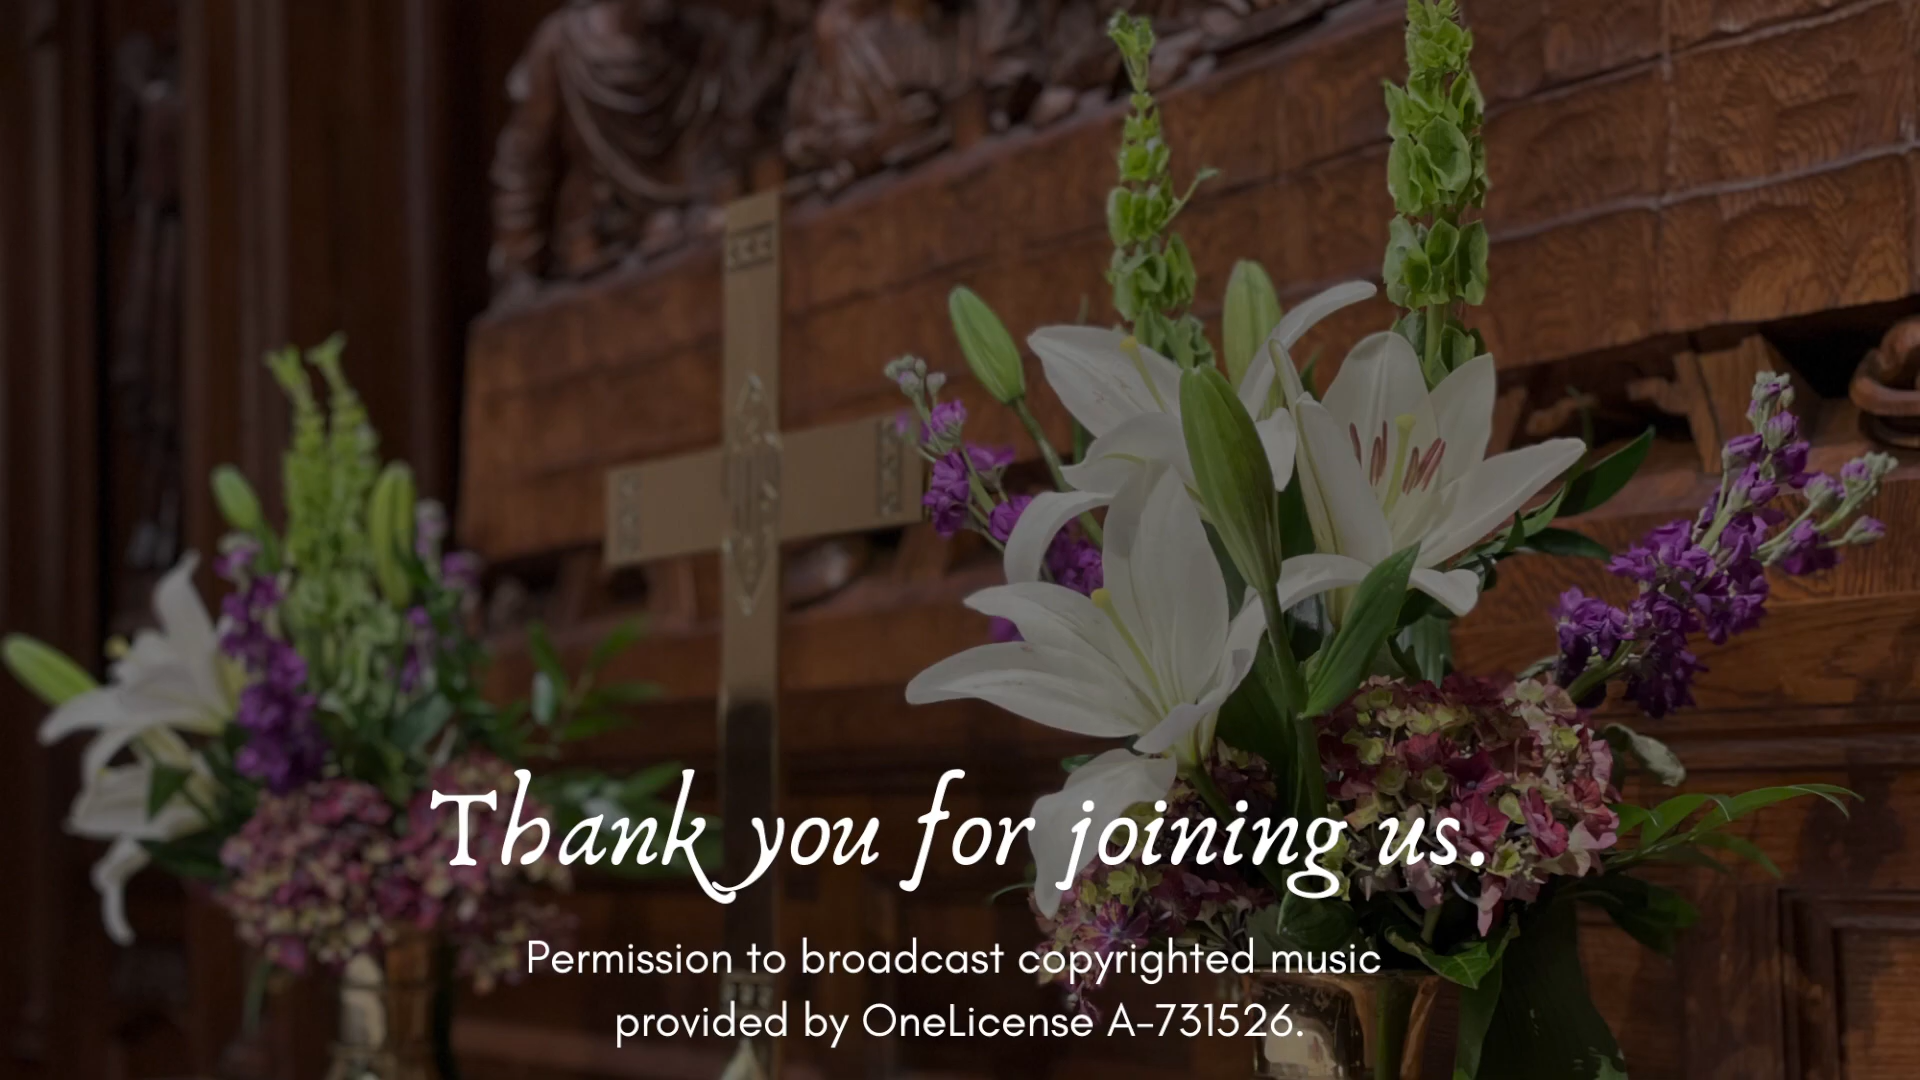 Thank you for joining us.
Permission to broadcast copyrighted music
provided by OneLicense A-731526.